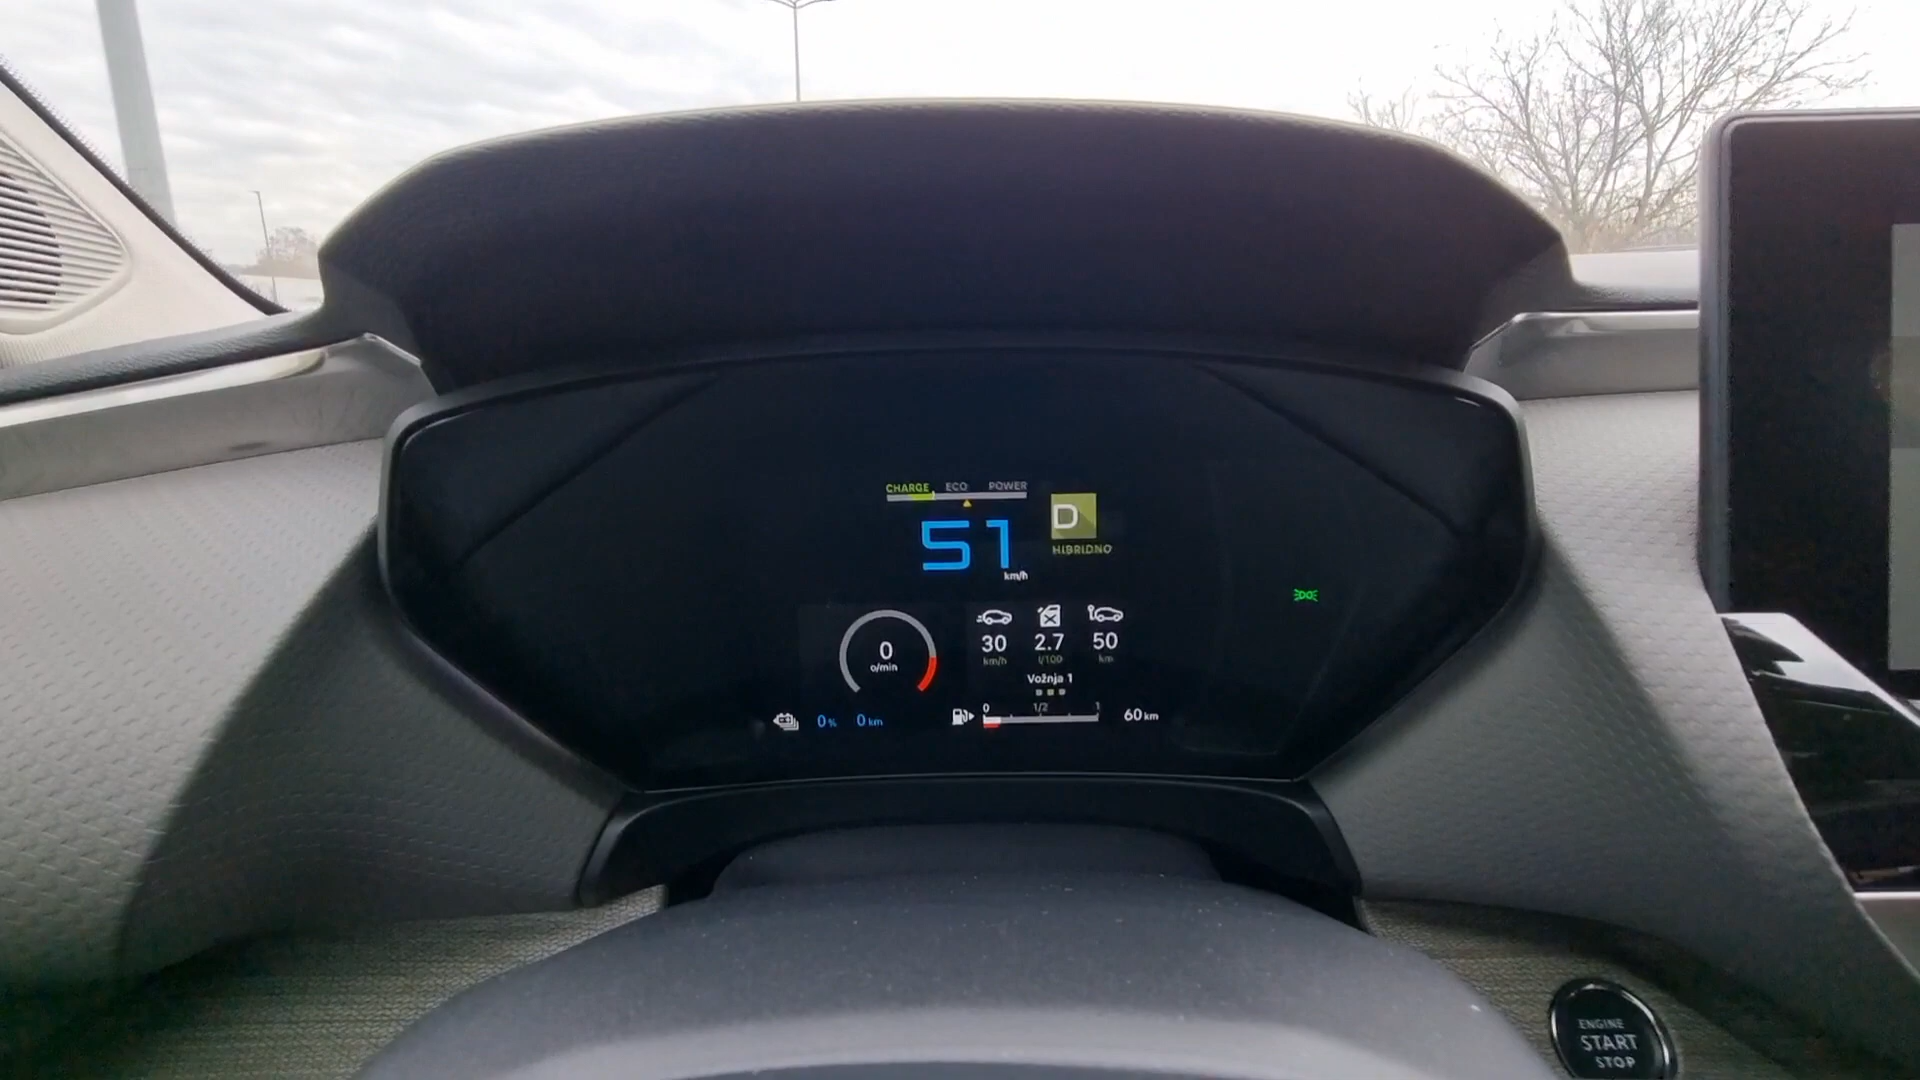 CHARGE ECO POWER
D
51
km/h
HIBRIDNO
30 2.7 50
km/h l/100 km
0
o/min
Vožnja 1
0 1/2 1
0% 0 km
60 km
ENGINE
START
STOP